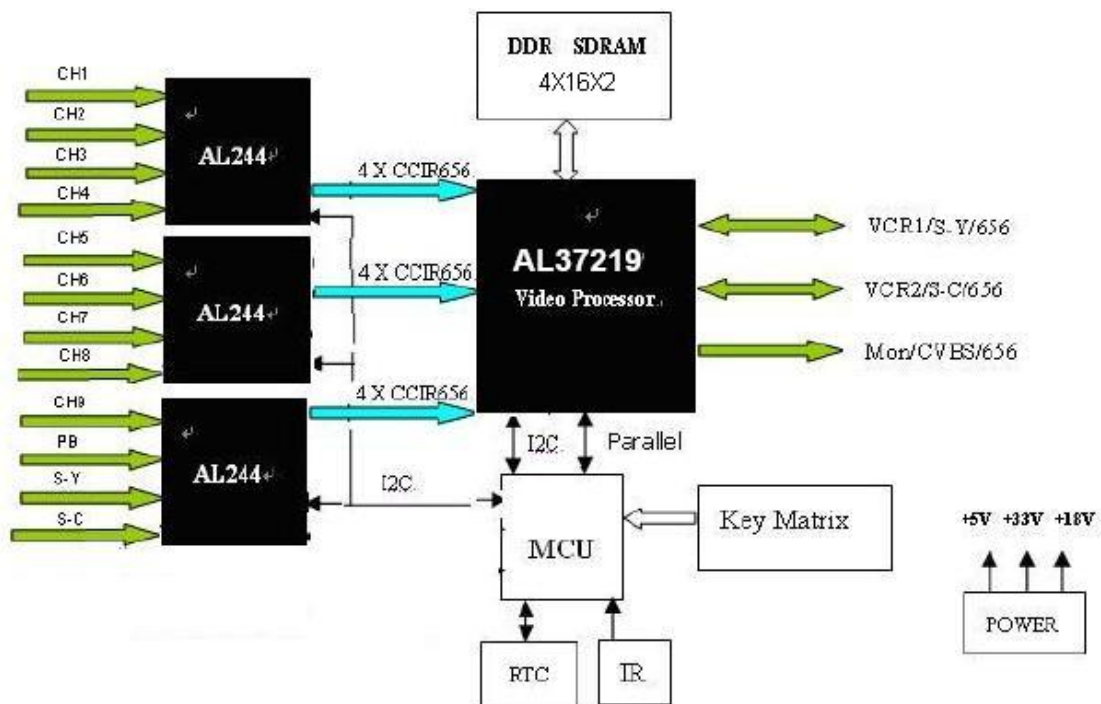 DDR SDRAM
4X16X2
CH1
CH2
CH3
CH4
AL244
4 X CCIR656
CH5
CH6
CH7
CH8
AL244
4 X CCIR656
CH9
PB
S-Y
S-C
AL244
4 X CCIR656
AL37219
Video Processor
VCR1/S-Y/656
VCR2/S-C/656
Mon/CVBS/656
I2C
Parallel
I2C
MCU
Key Matrix
RTC
IR
+5V +33V +18V
POWER